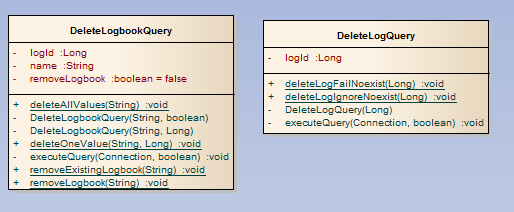 DeleteLogbookQuery
- logId :Long
- name :String
- removeLogbook :boolean = false
+ deleteAllValues(String) :void
- DeleteLogbookQuery(String, boolean)
- DeleteLogbookQuery(String, Long)
+ deleteOneValue(String, Long) :void
- executeQuery(Connection, boolean) :void
+ removeExistingLogbook(String) :void
+ removeLogbook(String) :void
DeleteLogQuery
- logId :Long
+ deleteLogFailNoexist(Long) :void
+ deleteLogIgnoreNoexist(Long) :void
- DeleteLogQuery(Long)
- executeQuery(Connection, boolean) :void